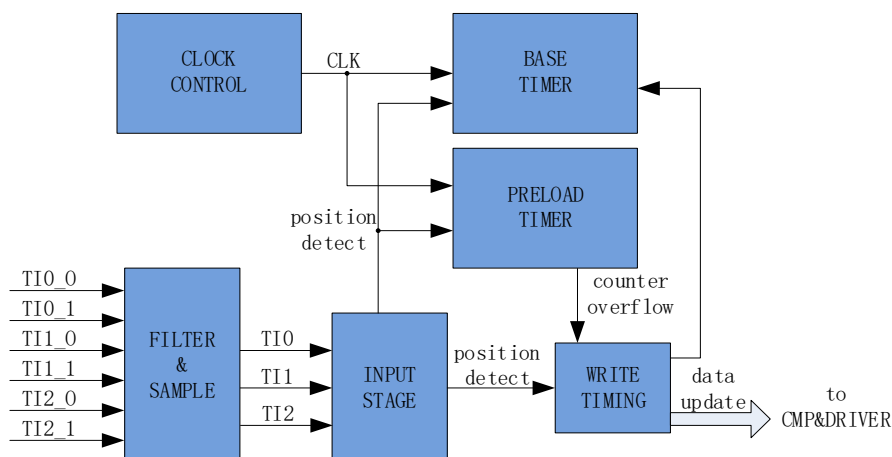 CLOCK
CONTROL
CLK
BASE
TIMER
PRELOAD
TIMER
position
detect
counter
overflow
TI0_0
TI0_1
TI1_0
TI1_1
TI2_0
TI2_1
FILTER
&
SAMPLE
TI0
TI1
TI2
INPUT
STAGE
position
detect
WRITE
TIMING
data
update
to
CMP&DRIVER